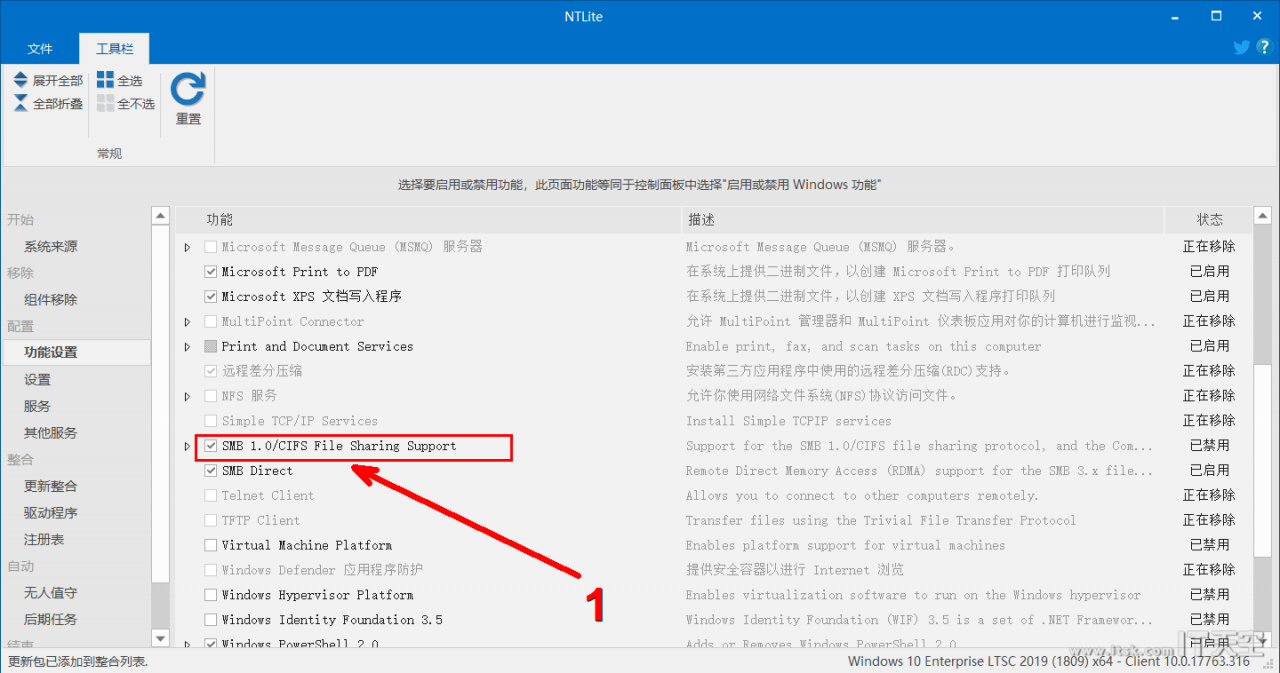 NTLite
文件
工具栏
展开全部
全选
全部折叠
全不选
重置
常规
选择要启用或禁用功能，此页面功能等同于控制面板中选择"启用或禁用 Windows 功能"
开始
系统来源
移除
组件移除
配置
功能设置
设置
服务
其他服务
整合
更新整合
驱动程序
注册表
自动
无人值守
后期任务
结束
功能 描述 状态
Microsoft Message Queue (MSMQ) 服务器 Microsoft Message Queue (MSMQ) 服务器。 正在移除
Microsoft Print to PDF 在系统上提供二进制文件，以创建 Microsoft Print to PDF 打印队列 已启用
Microsoft XPS 文档写入程序 在系统上提供二进制文件，以创建 XPS 文档写入程序打印队列 已启用
MultiPoint Connector 允许 MultiPoint 管理器和 MultiPoint 仪表板应用对你的计算机进行监视... 正在移除
Print and Document Services Enable print, fax, and scan tasks on this computer 已启用
远程差分压缩 安装第三方应用程序中使用的远程差分压缩(RDC)支持。 正在移除
NFS 服务 允许你使用网络文件系统(NFS)协议访问文件。 正在移除
Simple TCP/IP Services Install Simple TCPIP services 正在移除
SMB 1.0/CIFS File Sharing Support Support for the SMB 1.0/CIFS file sharing protocol, and the Com... 已禁用
SMB Direct Remote Direct Memory Access (RDMA) support for the SMB 3.x file... 已启用
Telnet Client Allows you to connect to other computers remotely. 正在移除
TFTP Client Transfer files using the Trivial File Transfer Protocol 正在移除
Virtual Machine Platform Enables platform support for virtual machines 已禁用
Windows Defender 应用程序防护 提供安全容器以进行 Internet 浏览 正在移除
Windows Hypervisor Platform Enables virtualization software to run on the Windows hypervisor 已禁用
Windows Identity Foundation 3.5 Windows Identity Foundation (WIF) 3.5 is a set of .NET Framewor... 已禁用
Windows PowerShell 2.0 Adds or Removes Windows PowerShell 2.0 已启用
1
www.itsk.com IT天空
更新包已添加到整合列表.
Windows 10 Enterprise LTSC 2019 (1809) x64 - Client 10.0.17763.316